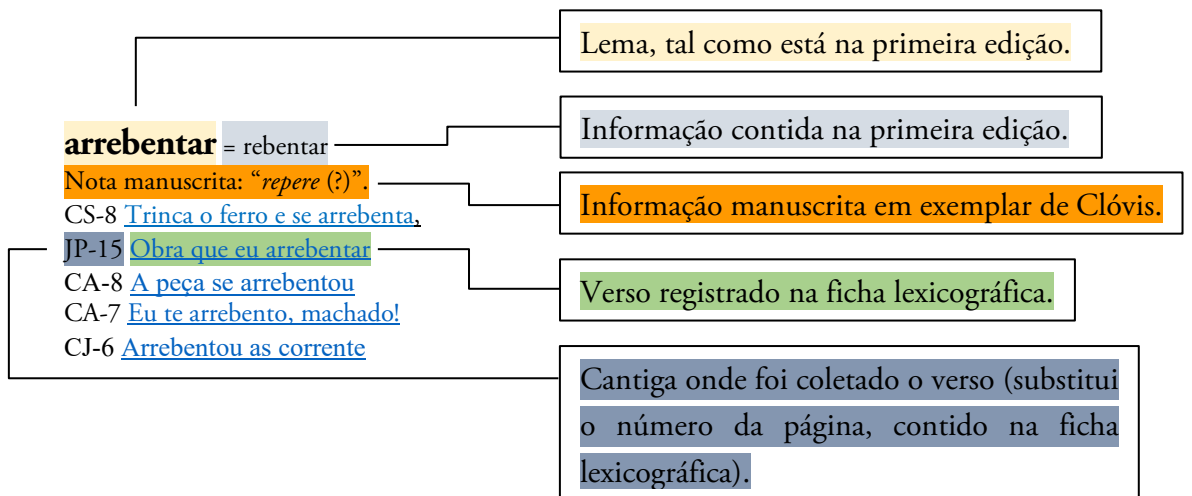 Lema, tal como está na primeira edição.
arrebentar = rebentar
Informação contida na primeira edição.
Nota manuscrita: “repere (?)”.
Informação manuscrita em exemplar de Clóvis.
CS-8 Trinca o ferro e se arrebenta,
JP-15 Obra que eu arrebentar
CA-8 A peça se arrebentou
CA-7 Eu te arrebento, machado!
CJ-6 Arrebentou as corrente
Verso registrado na ficha lexicográfica.
Cantiga onde foi coletado o verso (substitui
o número da página, contido na ficha
lexicográfica).